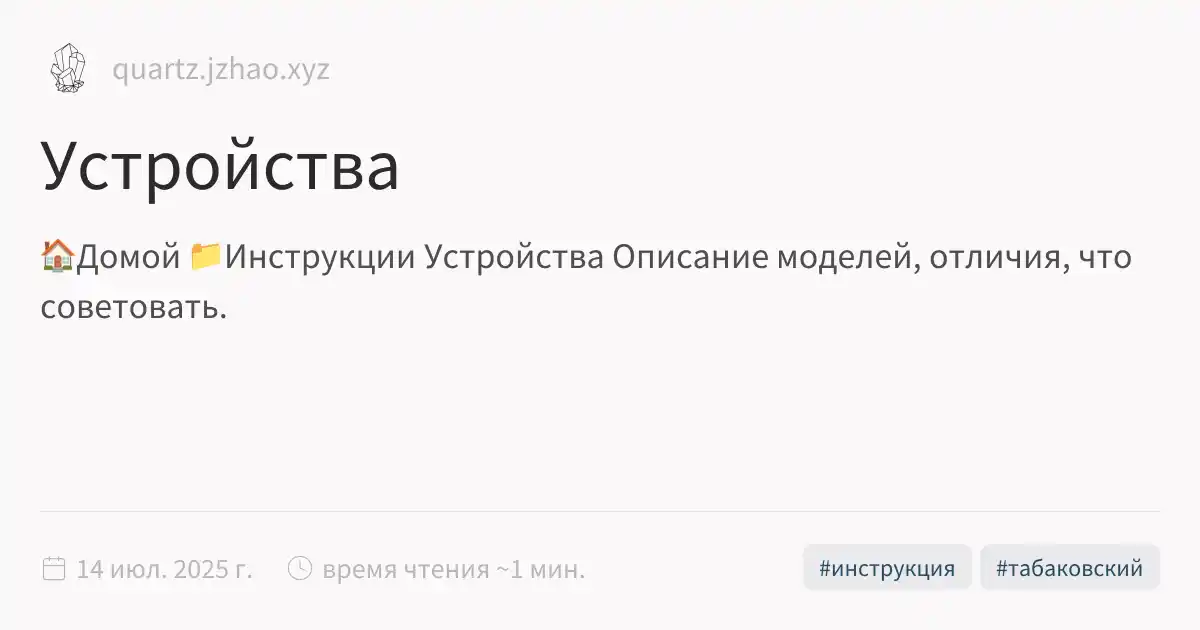 quartz.jzhao.xyz
Устройства
🏠Домой 📁Инструкции Устройства Описание моделей, отличия, что
советовать.
14 июл. 2025 г. время чтения ~1 мин. #инструкция #табаковский